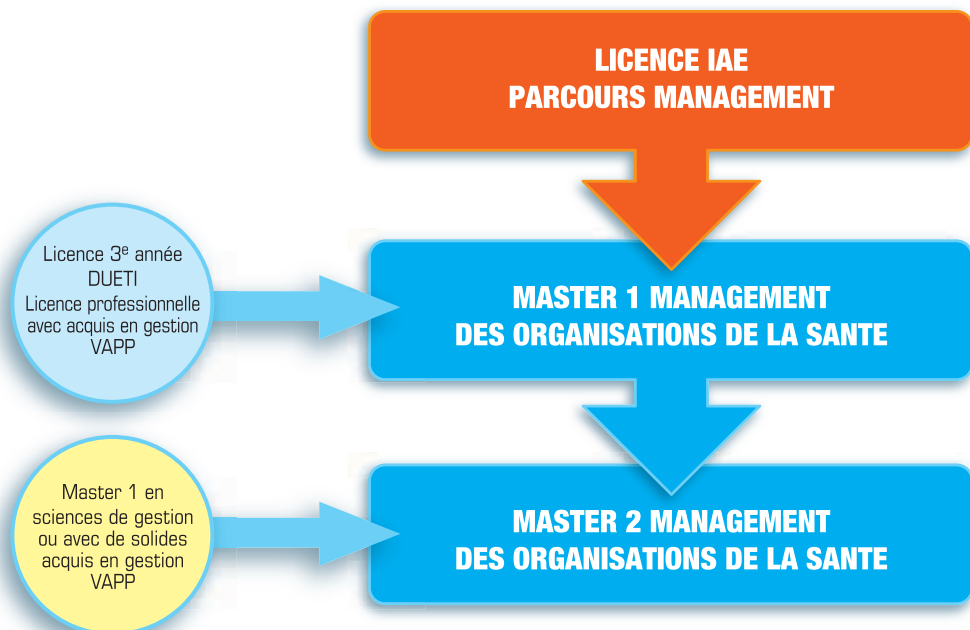 LICENCE IAE
PARCOURS MANAGEMENT
Licence 3e année
DUETI
Licence professionnelle
avec acquis en gestion
VAPP
MASTER 1 MANAGEMENT
DES ORGANISATIONS DE LA SANTE
Master 1 en
sciences de gestion
ou avec de solides
acquis en gestion
VAPP
MASTER 2 MANAGEMENT
DES ORGANISATIONS DE LA SANTE